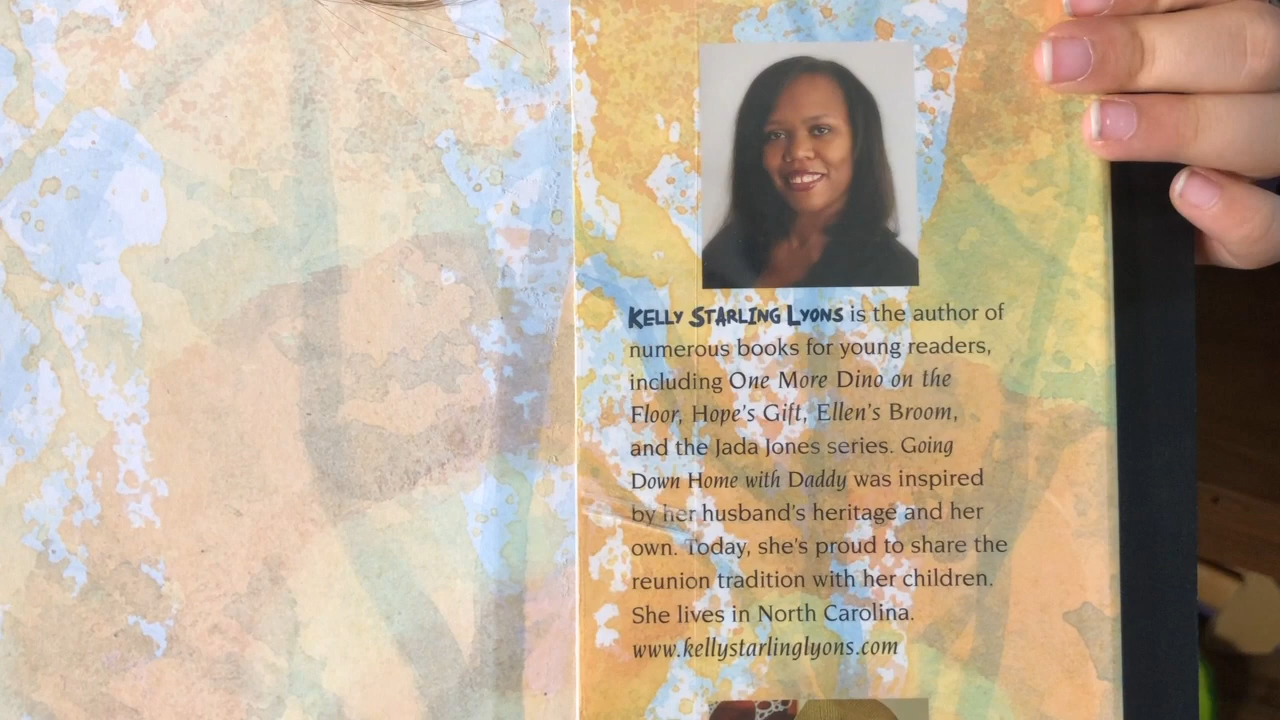 KELLY STARLING LYONS is the author of
numerous books for young readers,
including One More Dino on the
Floor, Hope's Gift, Ellen's Broom,
and the Jada Jones series. Going
Down Home with Daddy was inspired
by her husband's heritage and her
own. Today, she's proud to share the
reunion tradition with her children.
She lives in North Carolina.
www.kellystarlinglyons.com